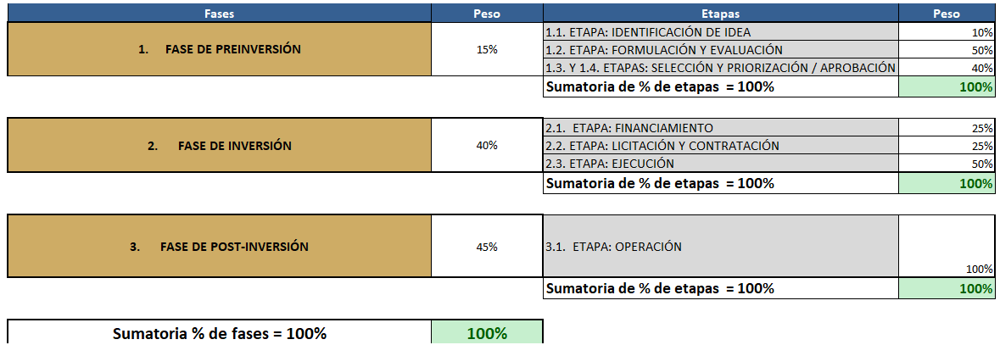 Fases Peso Etapas Peso
1. FASE DE PREINVERSIÓN 15% 1.1. ETAPA: IDENTIFICACIÓN DE IDEA 10%
1.2. ETAPA: FORMULACIÓN Y EVALUACIÓN 50%
1.3. Y 1.4. ETAPAS: SELECCIÓN Y PRIORIZACIÓN / APROBACIÓN 40%
Sumatoria de % de etapas = 100% 100%
2. FASE DE INVERSIÓN 40% 2.1. ETAPA: FINANCIAMIENTO 25%
2.2. ETAPA: LICITACIÓN Y CONTRATACIÓN 25%
2.3. ETAPA: EJECUCIÓN 50%
Sumatoria de % de etapas = 100% 100%
3. FASE DE POST-INVERSIÓN 45% 3.1. ETAPA: OPERACIÓN 100%
Sumatoria de % de etapas = 100% 100%
Sumatoria % de fases = 100% 100%